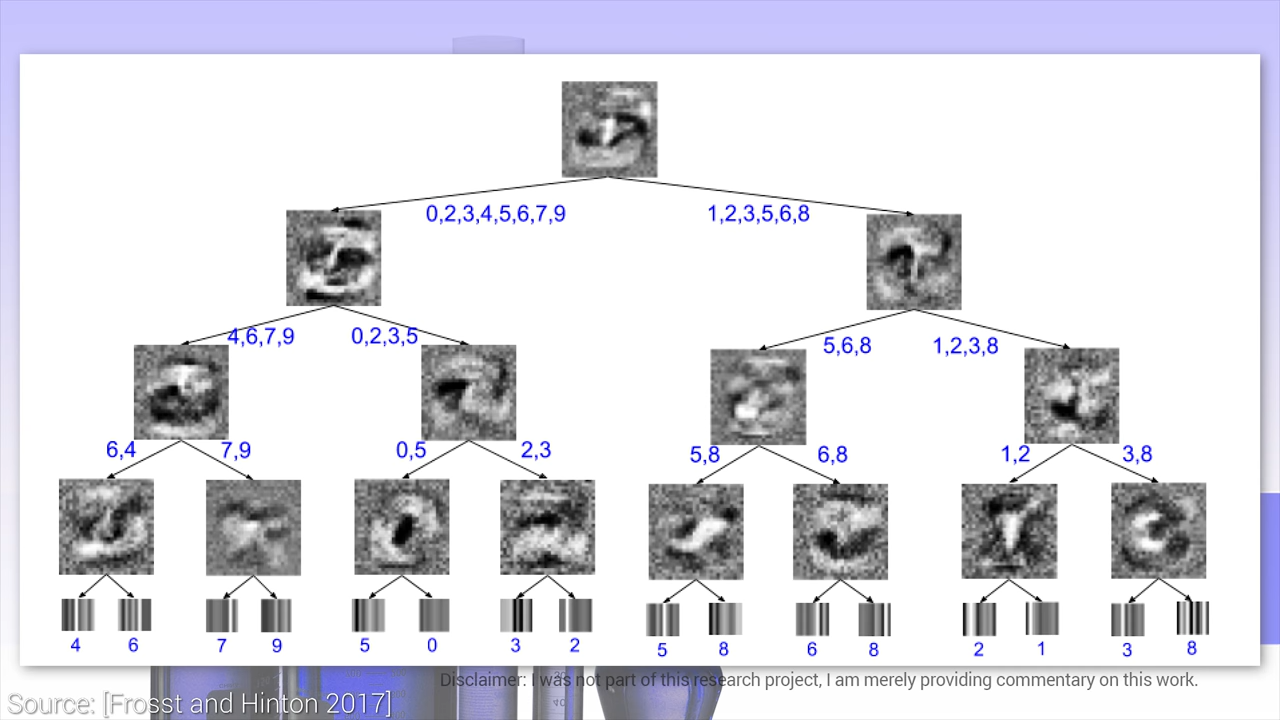 0,2,3,4,5,6,7,9 1,2,3,5,6,8
4,6,7,9 0,2,3,5 5,6,8 1,2,3,8
6,4 7,9 0,5 2,3 5,8 6,8 1,2 3,8
4 6 7 9 5 0 3 2 5 8 6 8 2 1 3 8
Disclaimer: I was not part of this research project, I am merely providing commentary on this work.
Source: [Frosst and Hinton 2017]